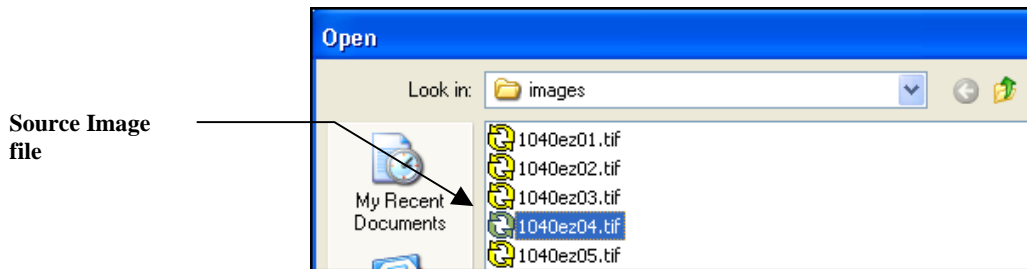 Open
Look in: images
Source Image
file
1040ez01.tif
1040ez02.tif
1040ez03.tif
1040ez04.tif
1040ez05.tif
My Recent
Documents